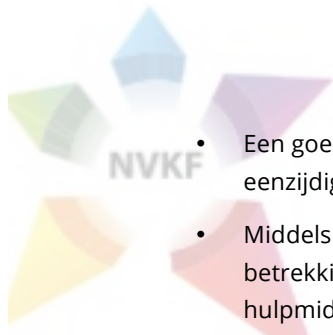 NVKF
• Een goe
eenzijdig
• Middels
betrekki
hulpmid